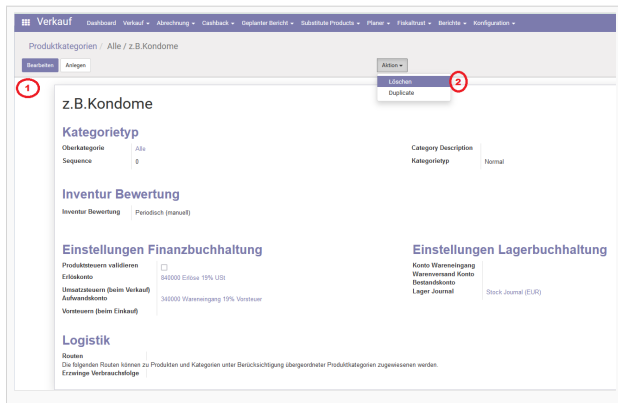 Verkauf Dashboard Verkauf Abrechnung Cashback Geplanter Bericht Substitute Products Planer Fiskaltrust Berichte Konfiguration
Produktkategorien / Alle / z.B.Kondome
Bearbeiten Anlegen Aktion
1
Löschen 2
Duplicate
z.B.Kondome
Kategorietyp
Oberkategorie Alle Category Description
Sequence 0 Kategorietyp Normal
Inventur Bewertung
Inventur Bewertung Periodisch (manuell)
Einstellungen Finanzbuchhaltung Einstellungen Lagerbuchhaltung
Produktsteuern validieren Konto Wareneingang
Erlöskonto 840000 Erlöse 19% USt Warenversand Konto
Bestandskonto
Umsatzsteuern (beim Verkauf) Lager Journal Stock Journal (EUR)
Aufwandskonto 340000 Wareneingang 19% Vorsteuer
Vorsteuern (beim Einkauf)
Logistik
Routen
Die folgenden Routen können zu Produkten und Kategorien unter Berücksichtigung übergeordneter Produktkategorien zugewiesenen werden.
Erzwinge Verbrauchsfolge